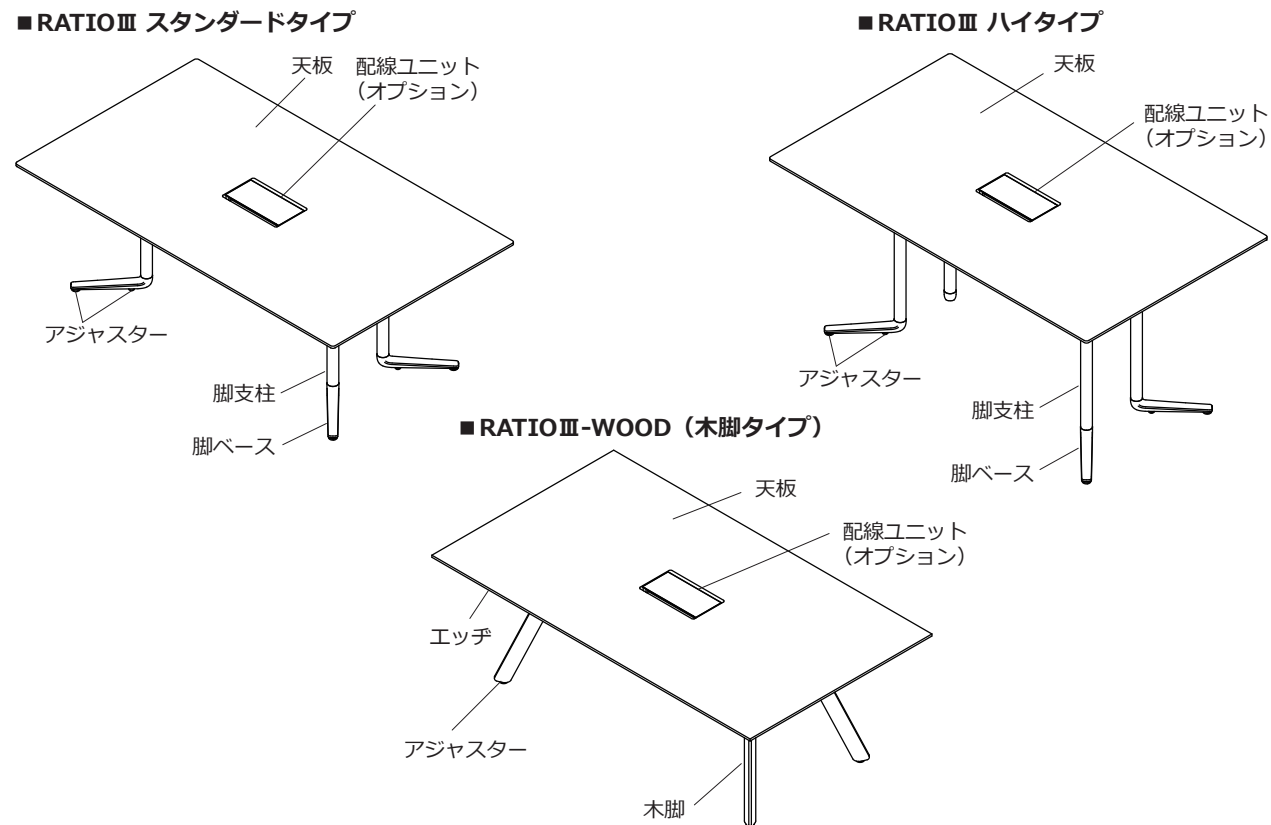 ■RATIOⅢ スタンダードタイプ
天板
配線ユニット
（オプション）
アジャスター
脚支柱
脚ベース
■RATIOⅢ ハイタイプ
天板
配線ユニット
（オプション）
アジャスター
脚支柱
脚ベース
■RATIOⅢ-WOOD（木脚タイプ）
天板
配線ユニット
（オプション）
エッヂ
アジャスター
木脚